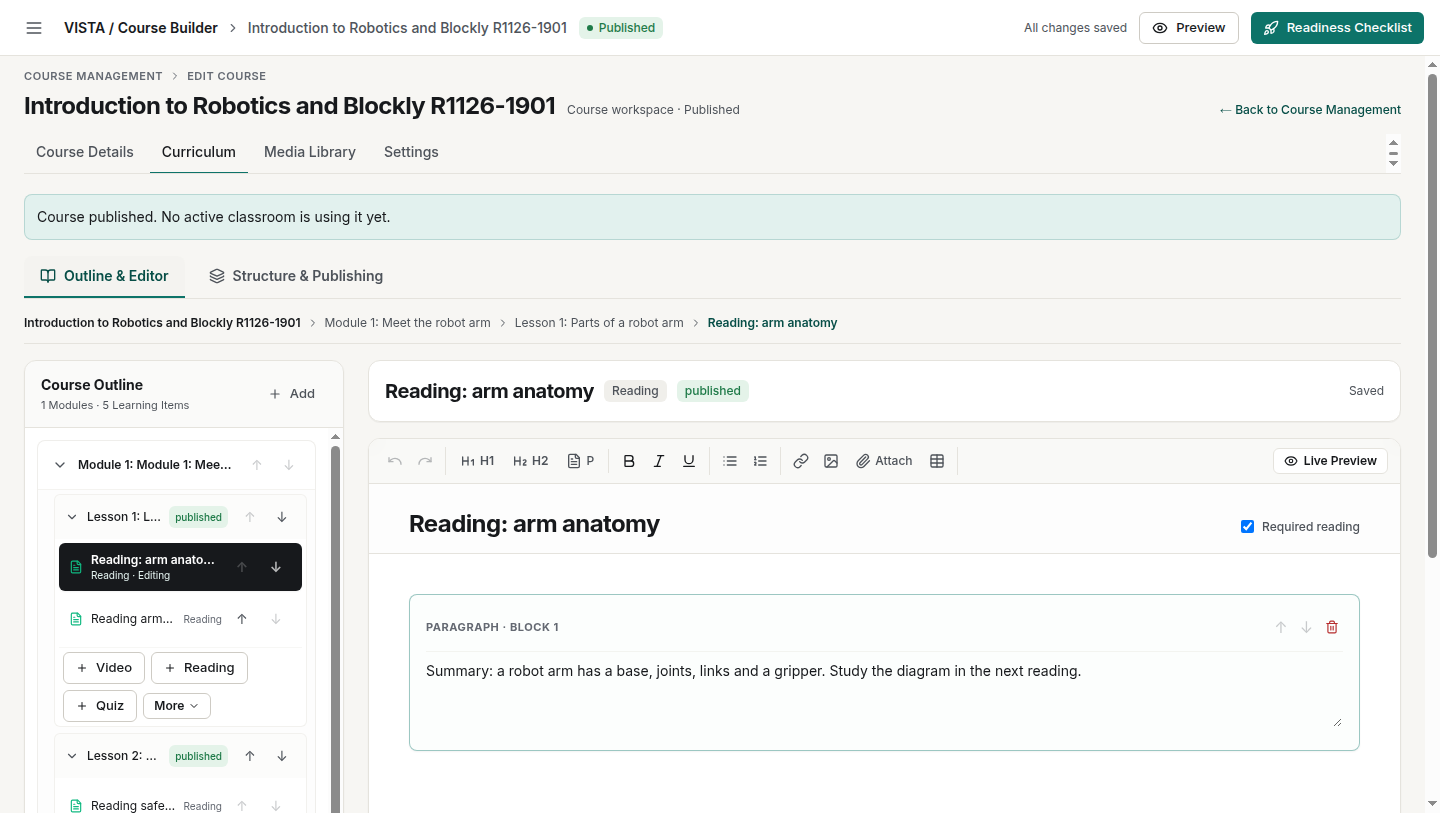 VISTA / Course Builder > Introduction to Robotics and Blockly R1126-1901 Published All changes saved Preview Readiness Checklist
COURSE MANAGEMENT > EDIT COURSE
Introduction to Robotics and Blockly R1126-1901 Course workspace · Published ← Back to Course Management
Course Details Curriculum Media Library Settings
Course published. No active classroom is using it yet.
Outline & Editor Structure & Publishing
Introduction to Robotics and Blockly R1126-1901 > Module 1: Meet the robot arm > Lesson 1: Parts of a robot arm > Reading: arm anatomy
Course Outline
1 Modules · 5 Learning Items
+ Add
Module 1: Module 1: Mee...
Lesson 1: L... published
Reading: arm anato...
Reading · Editing
Reading arm... Reading
+ Video + Reading
+ Quiz More
Lesson 2: ... published
Reading safe... Reading
Reading: arm anatomy Reading published Saved
H1 H1 H2 H2 P B I U Attach Live Preview
Reading: arm anatomy Required reading
PARAGRAPH · BLOCK 1
Summary: a robot arm has a base, joints, links and a gripper. Study the diagram in the next reading.